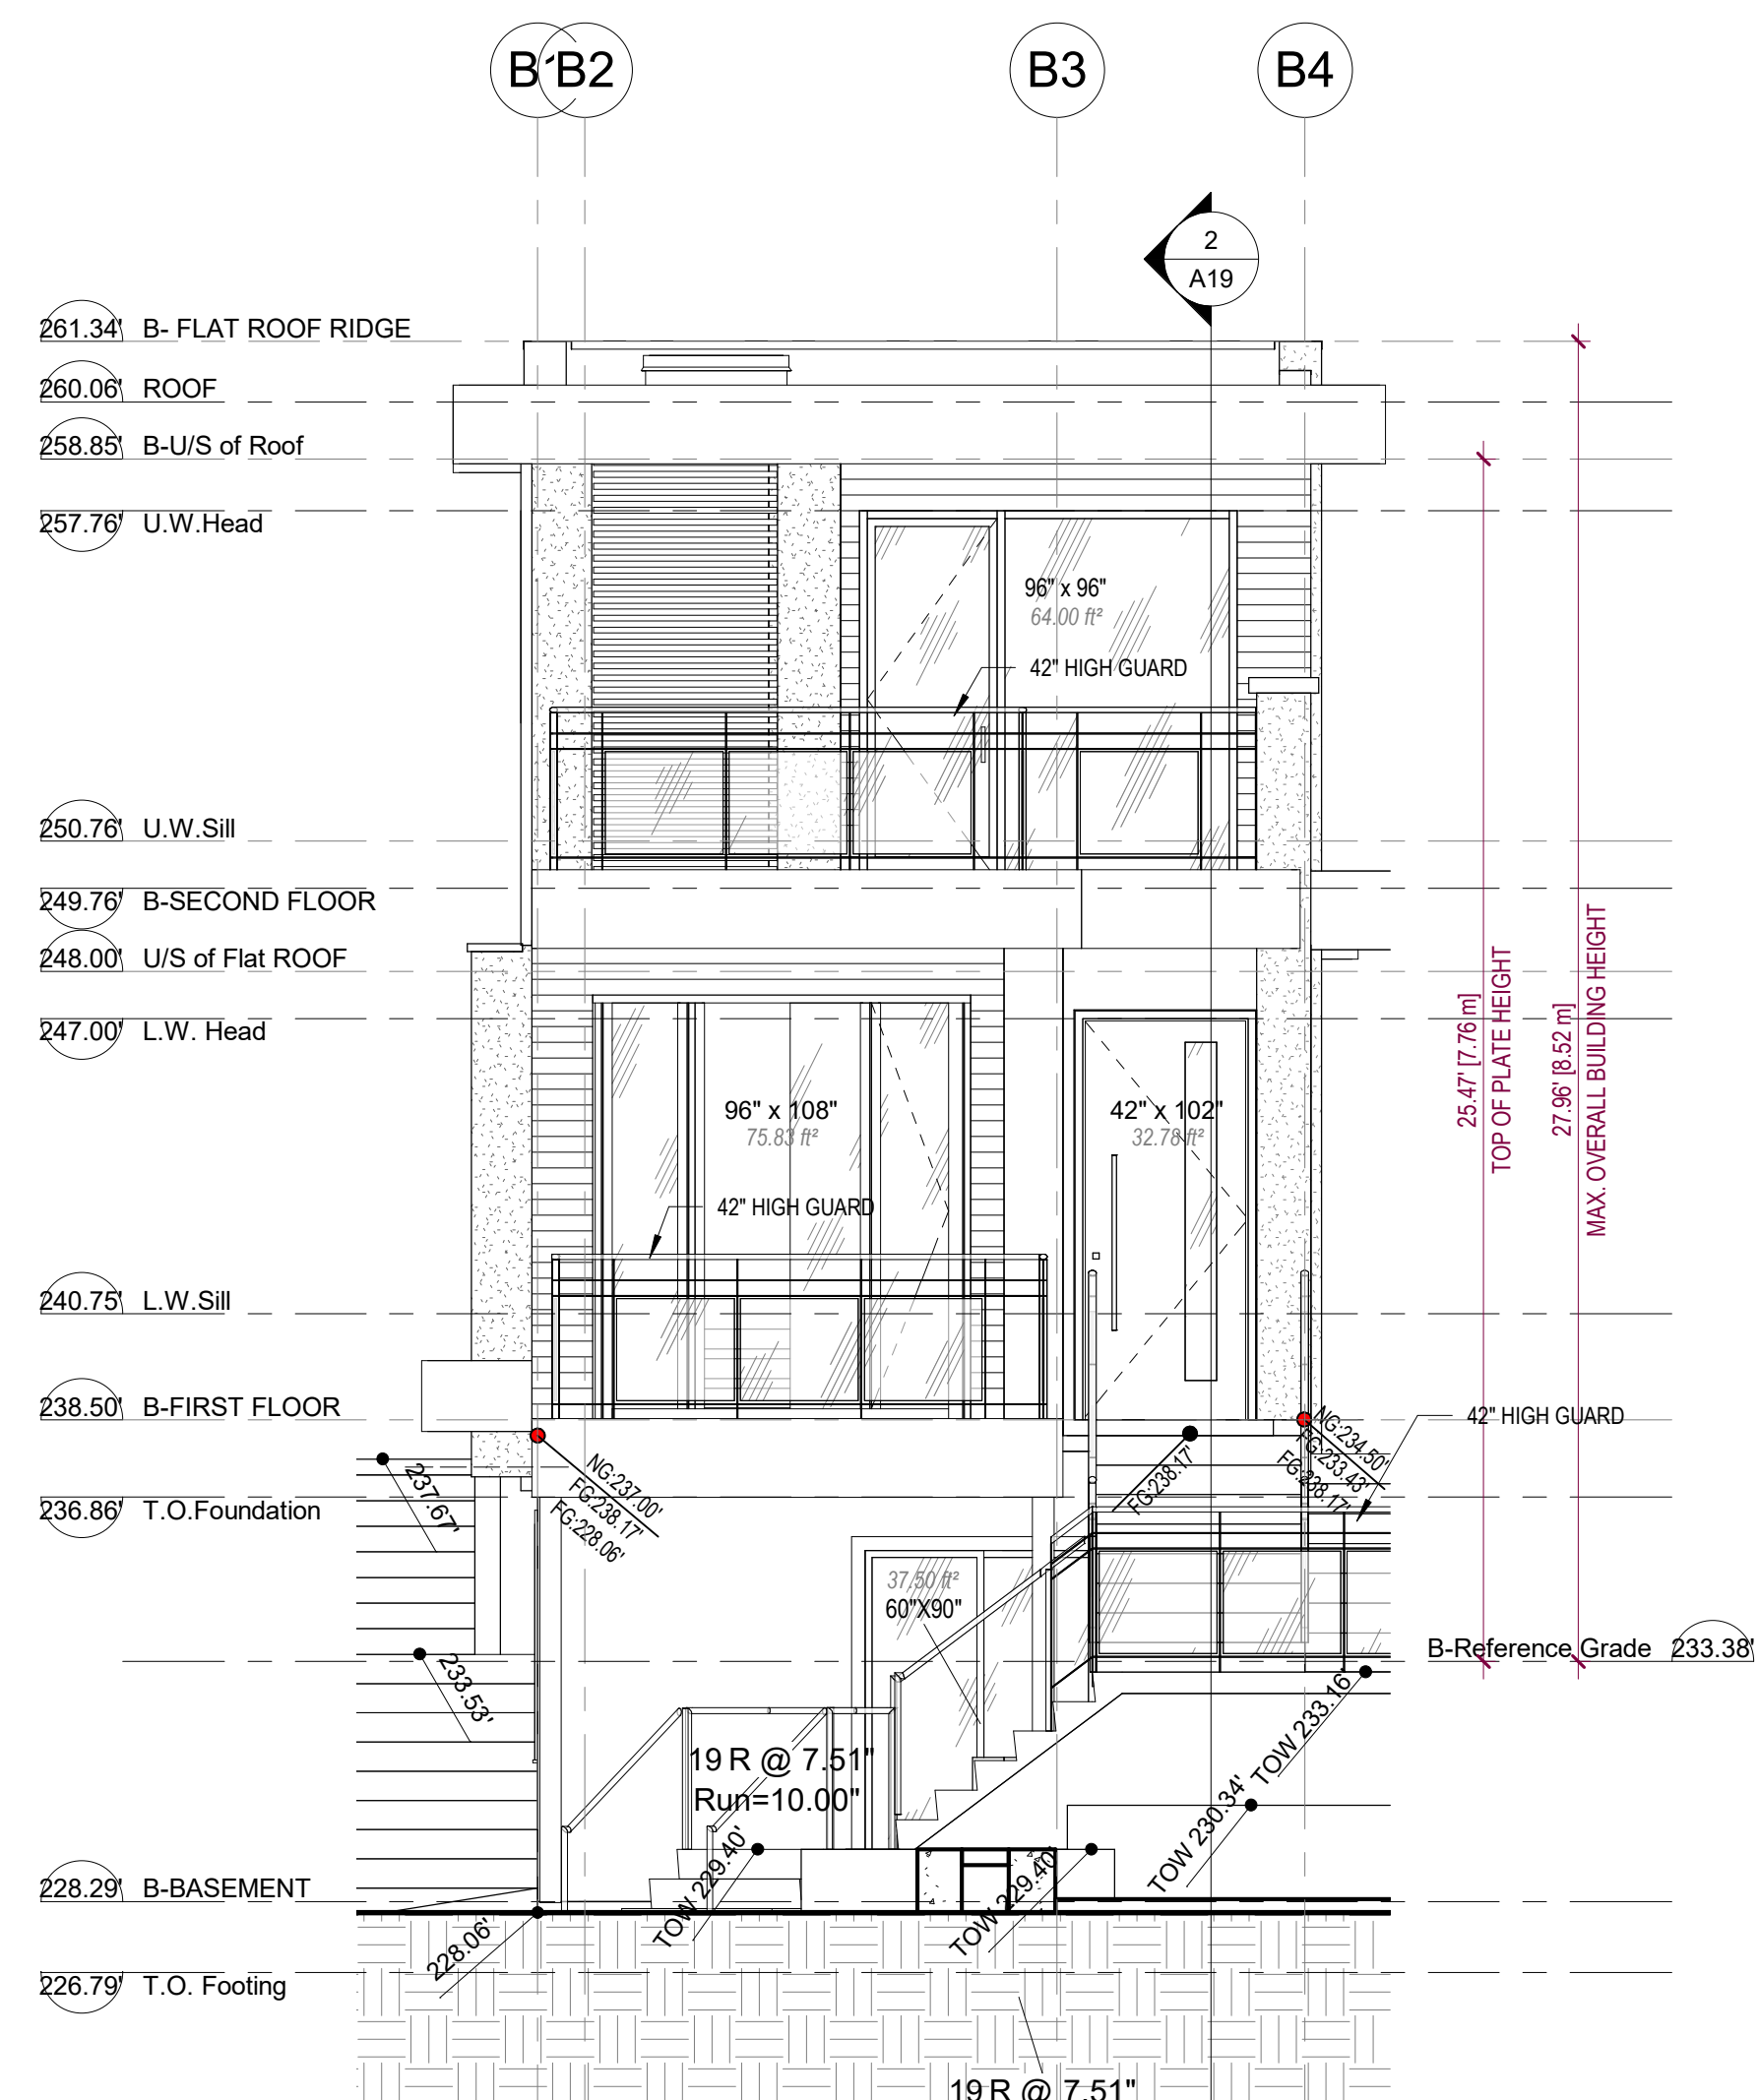 B1 B2 B3 B4
2
A19
261.34' B- FLAT ROOF RIDGE
260.06' ROOF
258.85' B-U/S of Roof
257.76' U.W.Head
96" x 96"
64.00 ft²
42" HIGH GUARD
250.76' U.W.Sill
249.76' B-SECOND FLOOR
248.00' U/S of Flat ROOF
247.00' L.W. Head
25.47' [7.76 m]
TOP OF PLATE HEIGHT
27.96' [8.52 m]
MAX. OVERALL BUILDING HEIGHT
96" x 108"
75.83 ft²
42" x 102"
32.78 ft²
42" HIGH GUARD
240.75' L.W.Sill
238.50' B-FIRST FLOOR
42" HIGH GUARD
NG:234.50'
FG:233.43'
FG:238.17'
FG:238.17'
NG:237.00'
FG:238.17'
FG:228.06'
237.67'
236.86' T.O.Foundation
37.50 ft²
60"X90"
233.53'
B-Reference Grade 233.38'
TOW 233.16'
19 R @ 7.51"
Run=10.00"
TOW 230.34'
TOW 229.40'
TOW 229.40'
228.29' B-BASEMENT
228.06'
226.79' T.O. Footing
19 R @ 7.51"